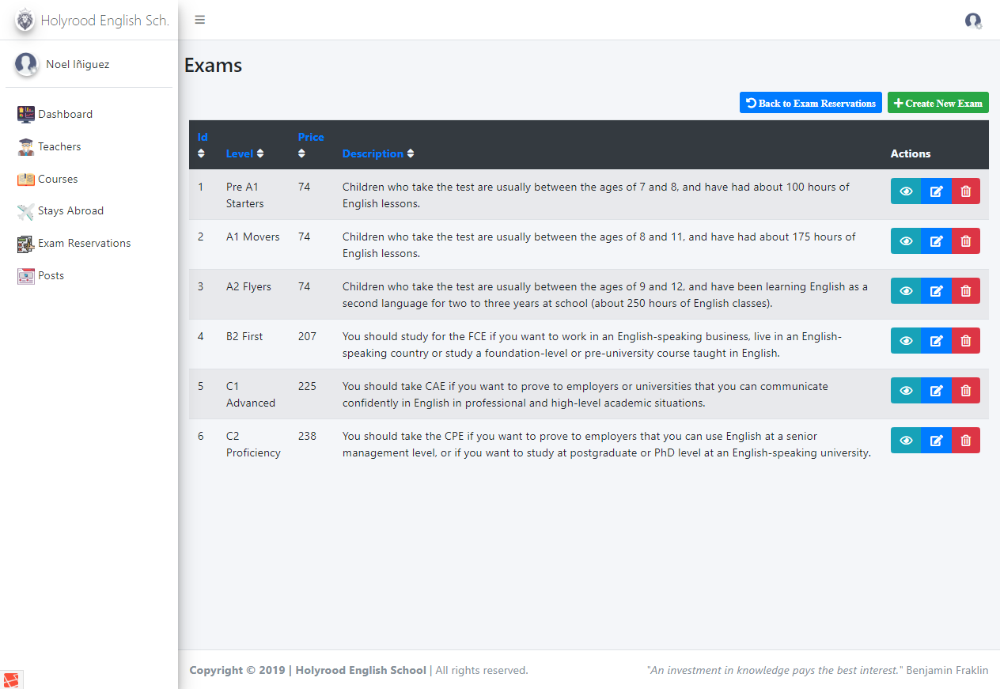 Holyrood English Sch.
Noel Iñiguez
Dashboard
Teachers
Courses
Stays Abroad
Exam Reservations
Posts
Exams
Back to Exam Reservations
Create New Exam
Id Level Price Description Actions
1 Pre A1 Starters 74 Children who take the test are usually between the ages of 7 and 8, and have had about 100 hours of
English lessons.
2 A1 Movers 74 Children who take the test are usually between the ages of 8 and 11, and have had about 175 hours of
English lessons.
3 A2 Flyers 74 Children who take the test are usually between the ages of 9 and 12, and have been learning English as a
second language for two to three years at school (about 250 hours of English classes).
4 B2 First 207 You should study for the FCE if you want to work in an English-speaking business, live in an English-
speaking country or study a foundation-level or pre-university course taught in English.
5 C1 Advanced 225 You should take CAE if you want to prove to employers or universities that you can communicate
confidently in English in professional and high-level academic situations.
6 C2 Proficiency 238 You should take the CPE if you want to prove to employers that you can use English at a senior
management level, or if you want to study at postgraduate or PhD level at an English-speaking university.
Copyright © 2019 | Holyrood English School | All rights reserved.
"An investment in knowledge pays the best interest." Benjamin Fraklin